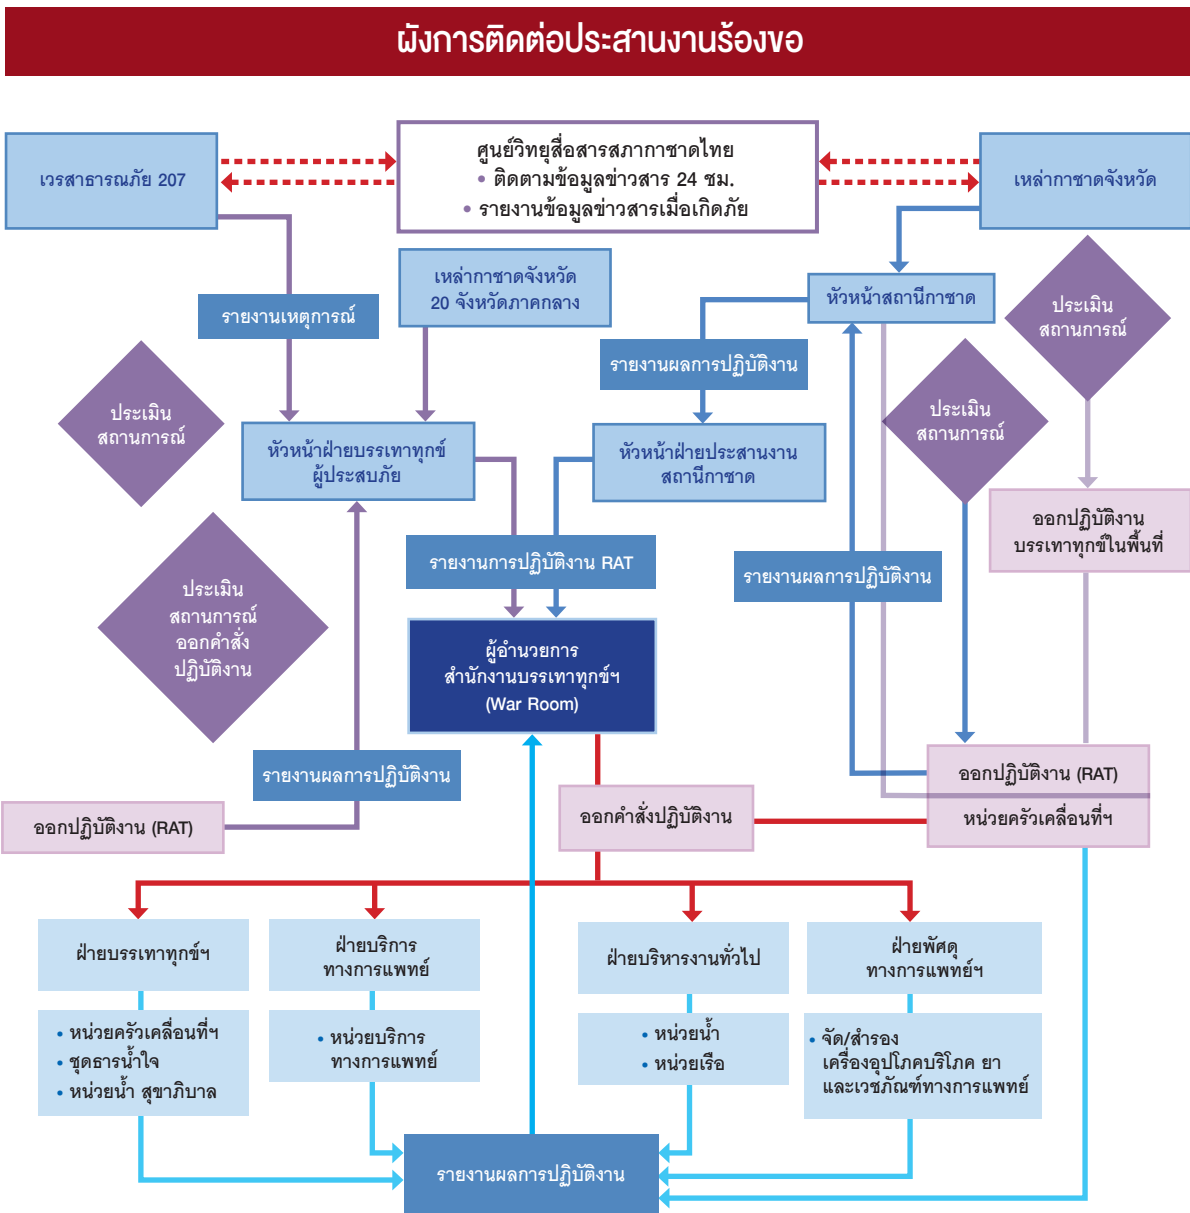 ผังการติดต่อประสานงานร้องขอ
เวรสาธารณภัย 207
ศูนย์วิทยุสื่อสารสภากาชาดไทย
• ติดตามข้อมูลข่าวสาร 24 ชม.
• รายงานข้อมูลข่าวสารเมื่อเกิดภัย
เหล่ากาชาดจังหวัด
เหล่ากาชาดจังหวัด
20 จังหวัดภาคกลาง
หัวหน้าสถานีกาชาด
ประเมิน
สถานการณ์
รายงานเหตุการณ์
รายงานผลการปฏิบัติงาน
ประเมิน
สถานการณ์
ประเมิน
สถานการณ์
หัวหน้าฝ่ายบรรเทาทุกข์
ผู้ประสบภัย
หัวหน้าฝ่ายประสานงาน
สถานีกาชาด
ออกปฏิบัติงาน
บรรเทาทุกข์ในพื้นที่
รายงานการปฏิบัติงาน RAT
รายงานผลการปฏิบัติงาน
ประเมิน
สถานการณ์
ออกคำสั่ง
ปฏิบัติงาน
ผู้อำนวยการ
สำนักงานบรรเทาทุกข์ฯ
(War Room)
รายงานผลการปฏิบัติงาน
ออกปฏิบัติงาน (RAT)
ออกปฏิบัติงาน (RAT)
หน่วยครัวเคลื่อนที่ฯ
ออกคำสั่งปฏิบัติงาน
ฝ่ายบรรเทาทุกข์ฯ
ฝ่ายบริการ
ทางการแพทย์
ฝ่ายบริหารงานทั่วไป
ฝ่ายพัสดุ
ทางการแพทย์ฯ
• หน่วยครัวเคลื่อนที่ฯ
• ชุดธารน้ำใจ
• หน่วยน้ำ สุขาภิบาล
• หน่วยบริการ
ทางการแพทย์
• หน่วยน้ำ
• หน่วยเรือ
• จัด/สำรอง
เครื่องอุปโภคบริโภค ยา
และเวชภัณฑ์ทางการแพทย์
รายงานผลการปฏิบัติงาน